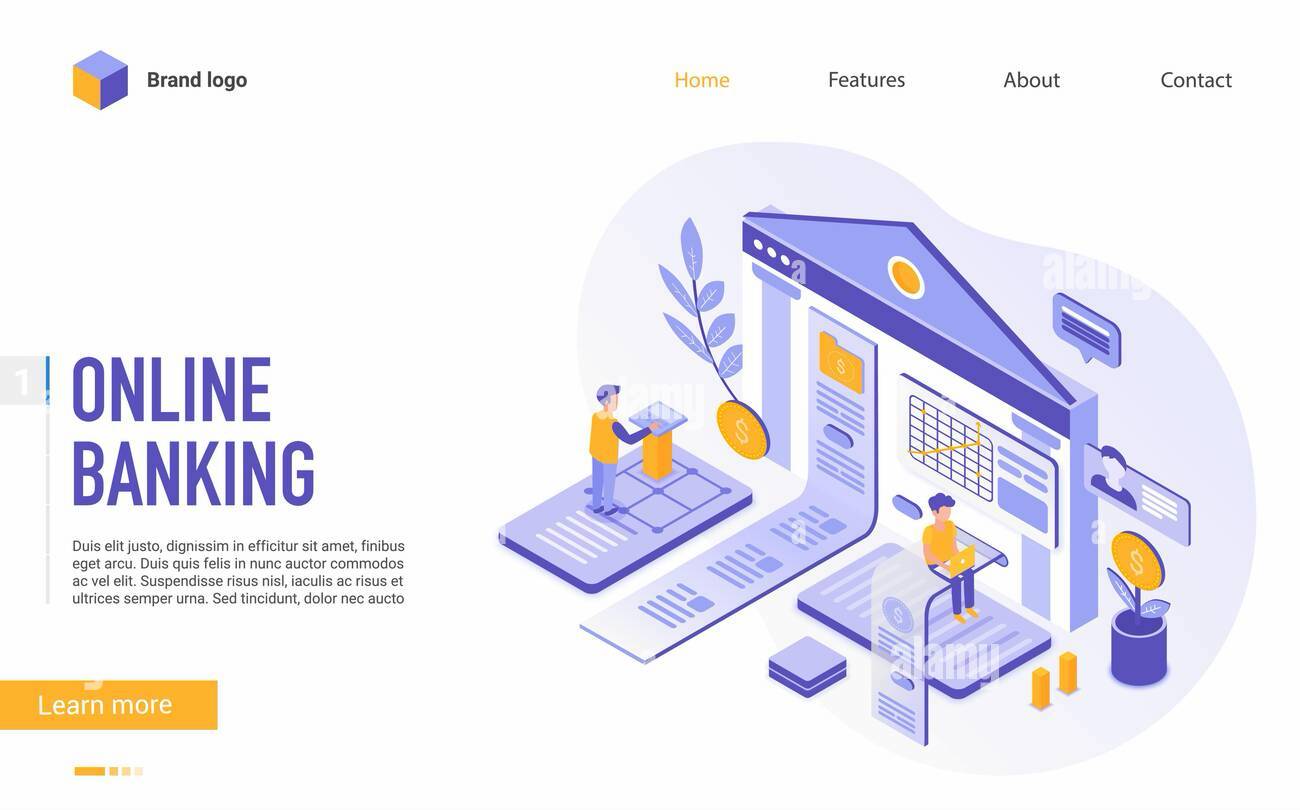 Brand logo
Home Features About Contact
alamy
a
alamy
1
ONLINE
BANKING
$
$
Duis elit justo, dignissim in efficitur sit amet, finibus
eget arcu. Duis quis felis in nunc auctor commodos
ac vel elit. Suspendisse risus nisl, iaculis ac risus et
ultrices semper urna. Sed tincidunt, dolor nec aucto
a
a
$
$
alamy
Learn more